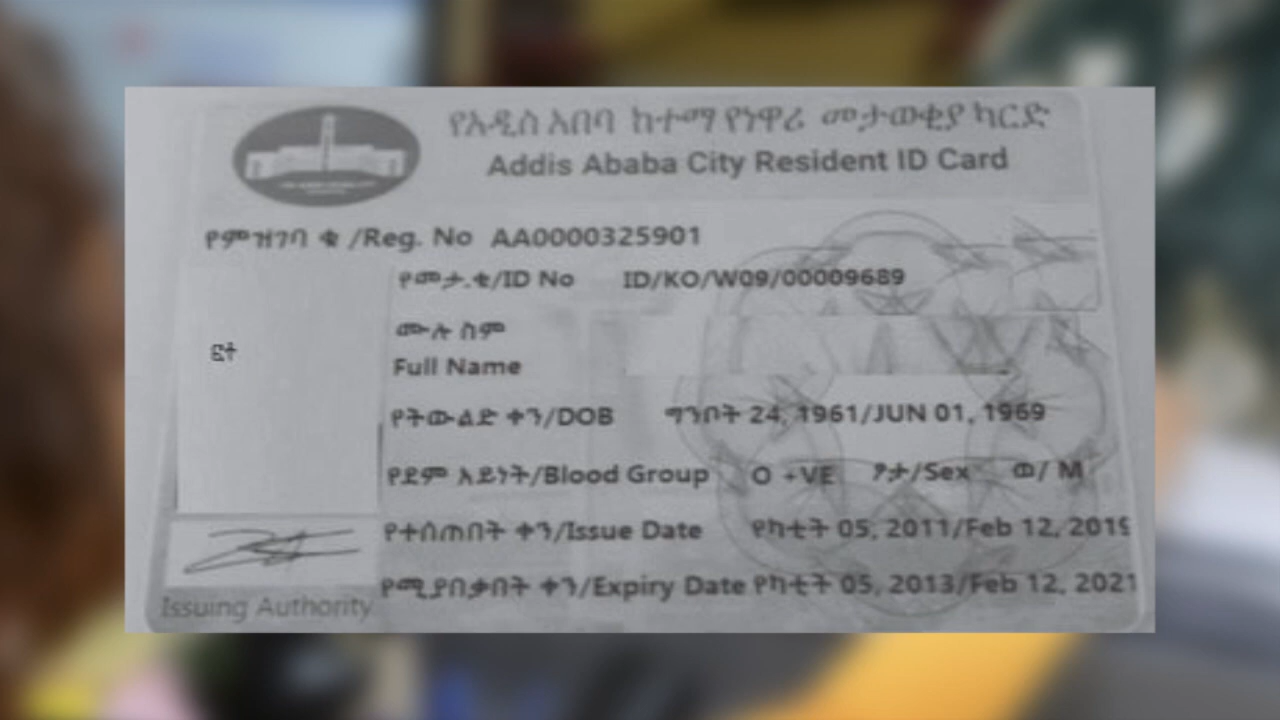 የአዲስ አበባ ከተማ የነዋሪ መታወቂያ ካርድ
Addis Ababa City Resident ID Card
የምዝገባ ቁ /Reg. No AA0000325901
የመታ.ቁ/ID No ID/KO/W09/00009689
ሙሉ ስም
Full Name
ፎቶ
የትውልድ ቀን/DOB ግንቦት 24, 1961/JUN 01, 1969
የደም አይነት/Blood Group O +VE ፆታ/Sex ወ/ M
የተሰጠበት ቀን/Issue Date የካቲት 05, 2011/Feb 12, 2019
የሚያበቃበት ቀን/Expiry Date የካቲት 05, 2013/Feb 12, 2021
Issuing Authority